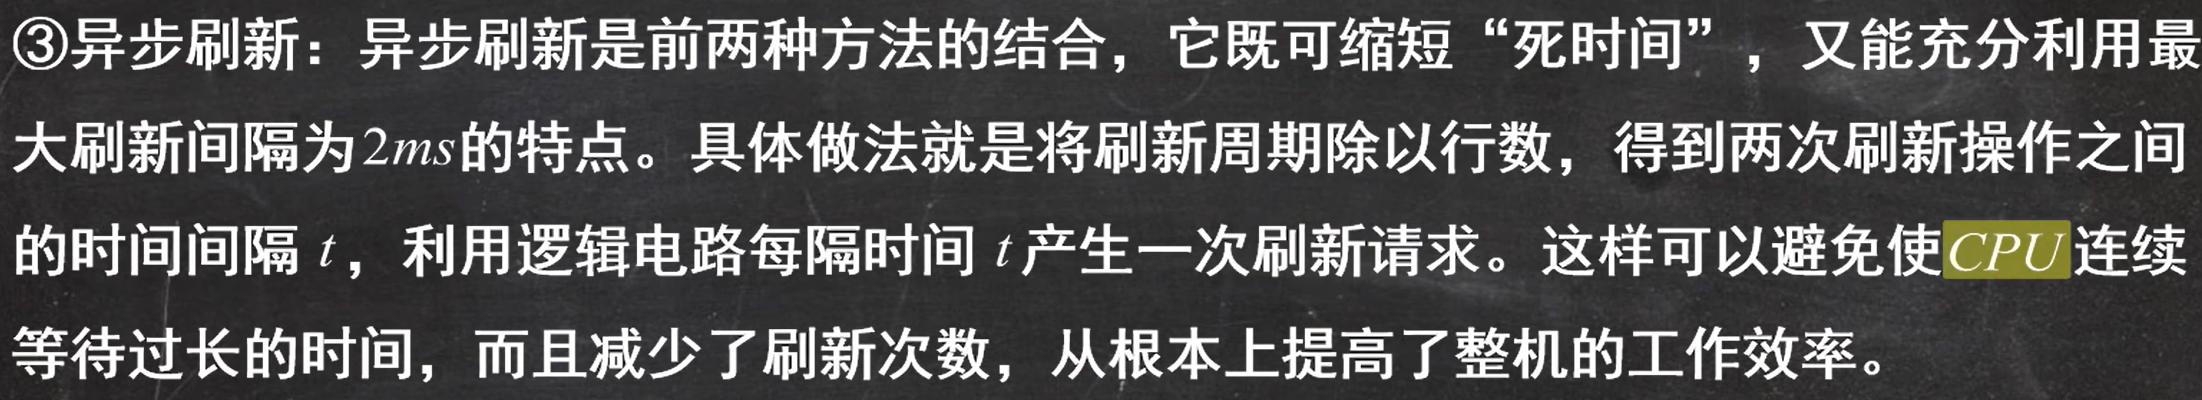 ③异步刷新：异步刷新是前两种方法的结合，它既可缩短“死时间”，又能充分利用最
大刷新间隔为2ms的特点。具体做法就是将刷新周期除以行数，得到两次刷新操作之间
的时间间隔 t，利用逻辑电路每隔时间 t 产生一次刷新请求。这样可以避免使CPU连续
等待过长的时间，而且减少了刷新次数，从根本上提高了整机的工作效率。